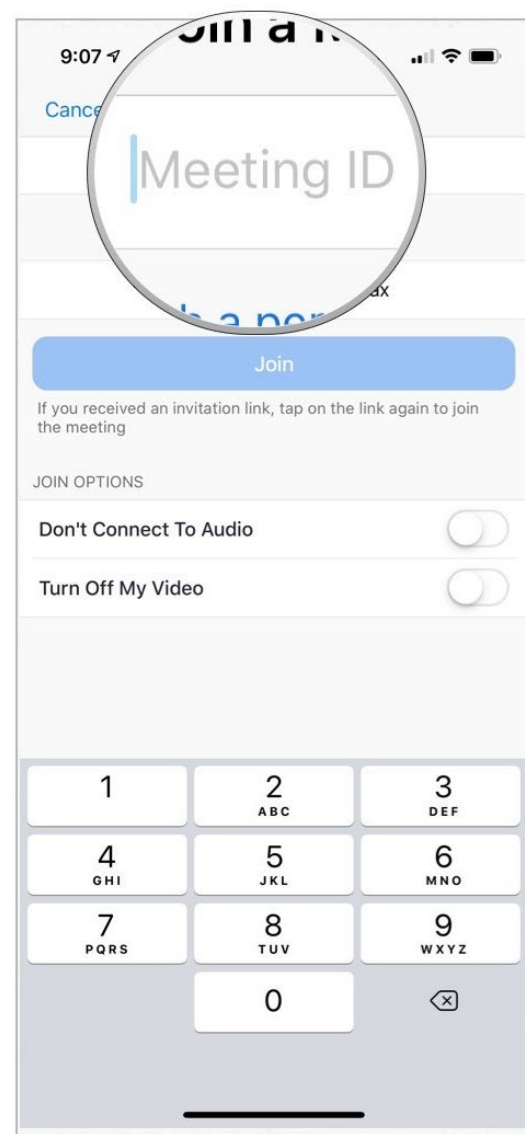 9:07
Meeting ID
Join
If you received an invitation link, tap on the link again to join
the meeting
JOIN OPTIONS
Don't Connect To Audio
Turn Off My Video
1
2
ABC
3
DEF
4
GHI
5
JKL
6
MNO
7
PQRS
8
TUV
9
WXYZ
0